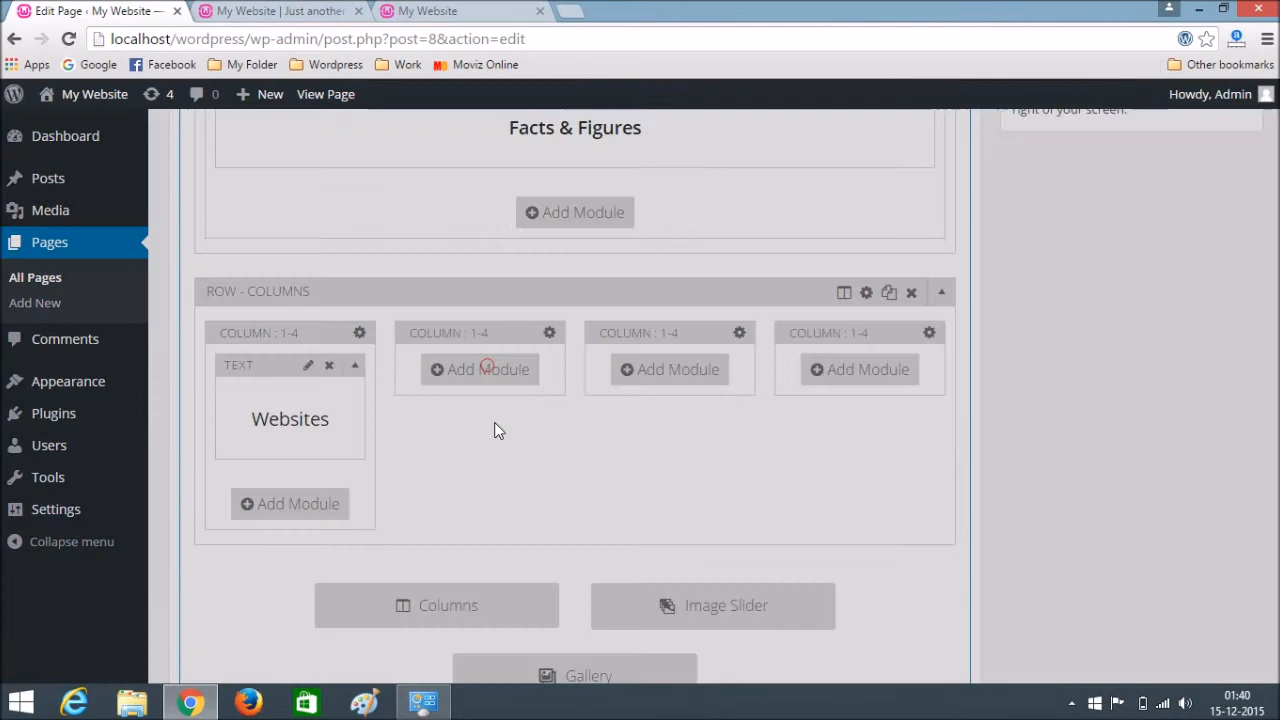 Edit Page ‹ My Website —
My Website | Just another
My Website
localhost/wordpress/wp-admin/post.php?post=8&action=edit
Apps
Google
Facebook
My Folder
Wordpress
Work
Moviz Online
Other bookmarks
My Website
4
0
New
View Page
Howdy, Admin
right of your screen.
Dashboard
Posts
Media
Pages
All Pages
Add New
Comments
Appearance
Plugins
Users
Tools
Settings
Collapse menu
Facts & Figures
Add Module
ROW - COLUMNS
COLUMN : 1-4
COLUMN : 1-4
COLUMN : 1-4
COLUMN : 1-4
TEXT
Add Module
Add Module
Add Module
Websites
Add Module
Columns
Image Slider
Gallery
01:40
15-12-2015